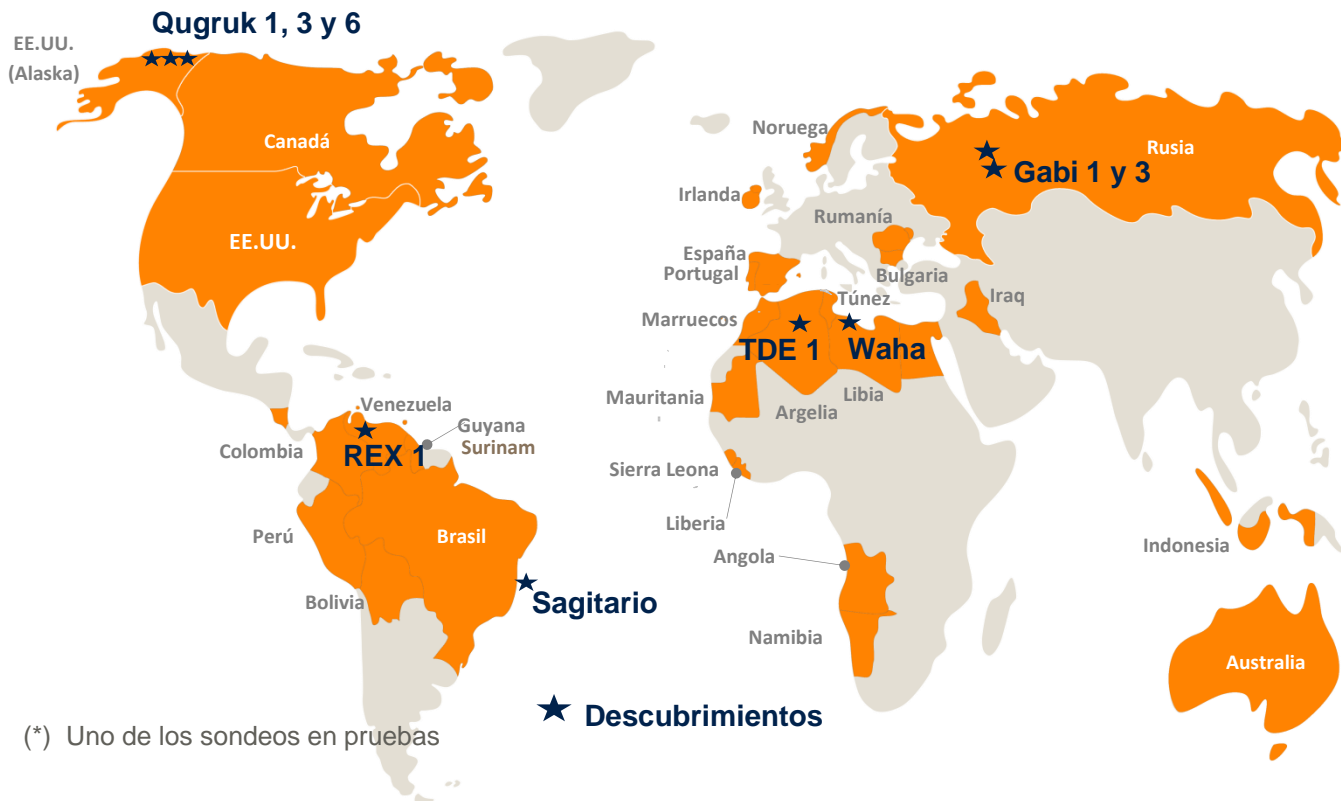 Qugruk 1, 3 y 6
EE.UU.
(Alaska)
Canadá
EE.UU.
Noruega
Rusia
Gabi 1 y 3
Irlanda
Rumanía
España
Portugal
Bulgaria
Túnez
Iraq
Marruecos
TDE 1
Waha
Mauritania
Argelia
Libia
Venezuela
Guyana
Surinam
Colombia
REX 1
Sierra Leona
Liberia
Perú
Brasil
Angola
Indonesia
Bolivia
Sagitario
Namibia
Australia
Descubrimientos
(*) Uno de los sondeos en pruebas